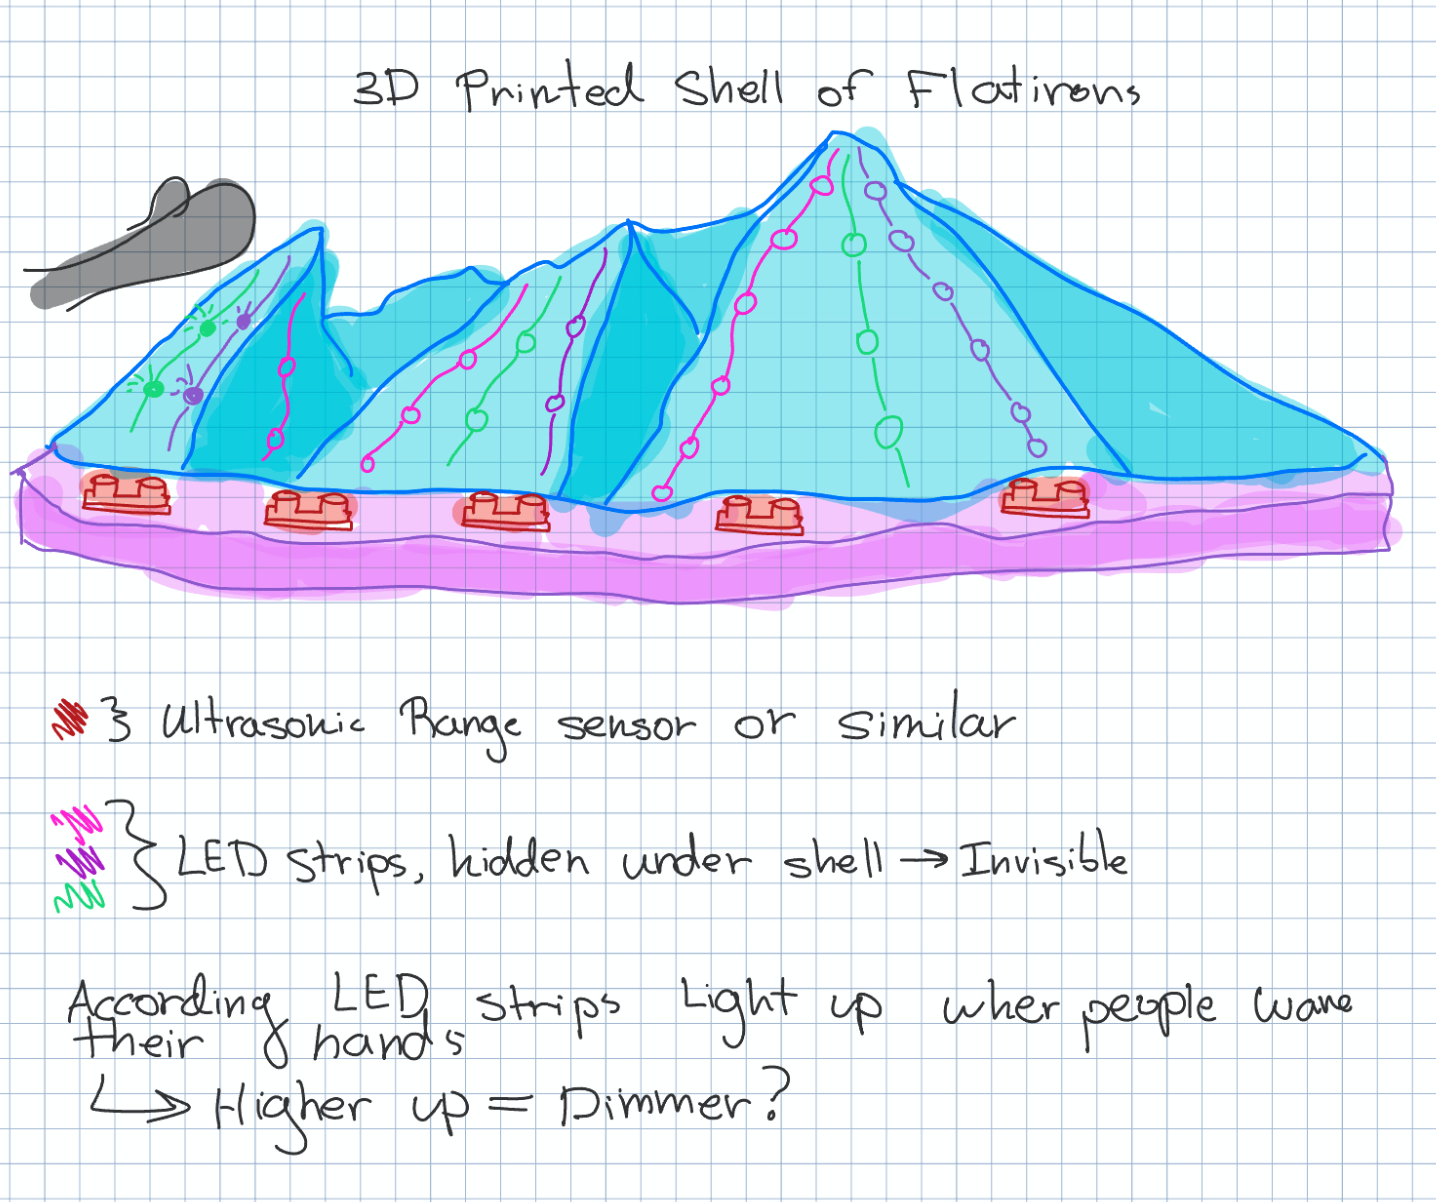 3D Printed Shell of Flatirons
} Ultrasonic Range sensor or similar
} LED strips, hidden under shell → Invisible
According LED strips Light up wher people wave
their hands
↳ Higher up = Dimmer?